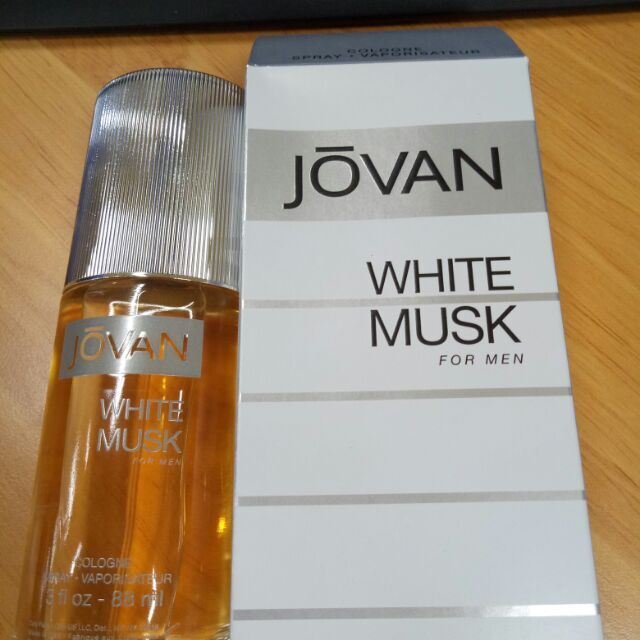 COLOGNE
SPRAY • VAPORISATEUR
JŌVAN
WHITE
MUSK
FOR MEN
JŌVAN
WHITE
MUSK
FOR MEN
COLOGNE
SPRAY - VAPORISATEUR
3 fl oz - 88 ml